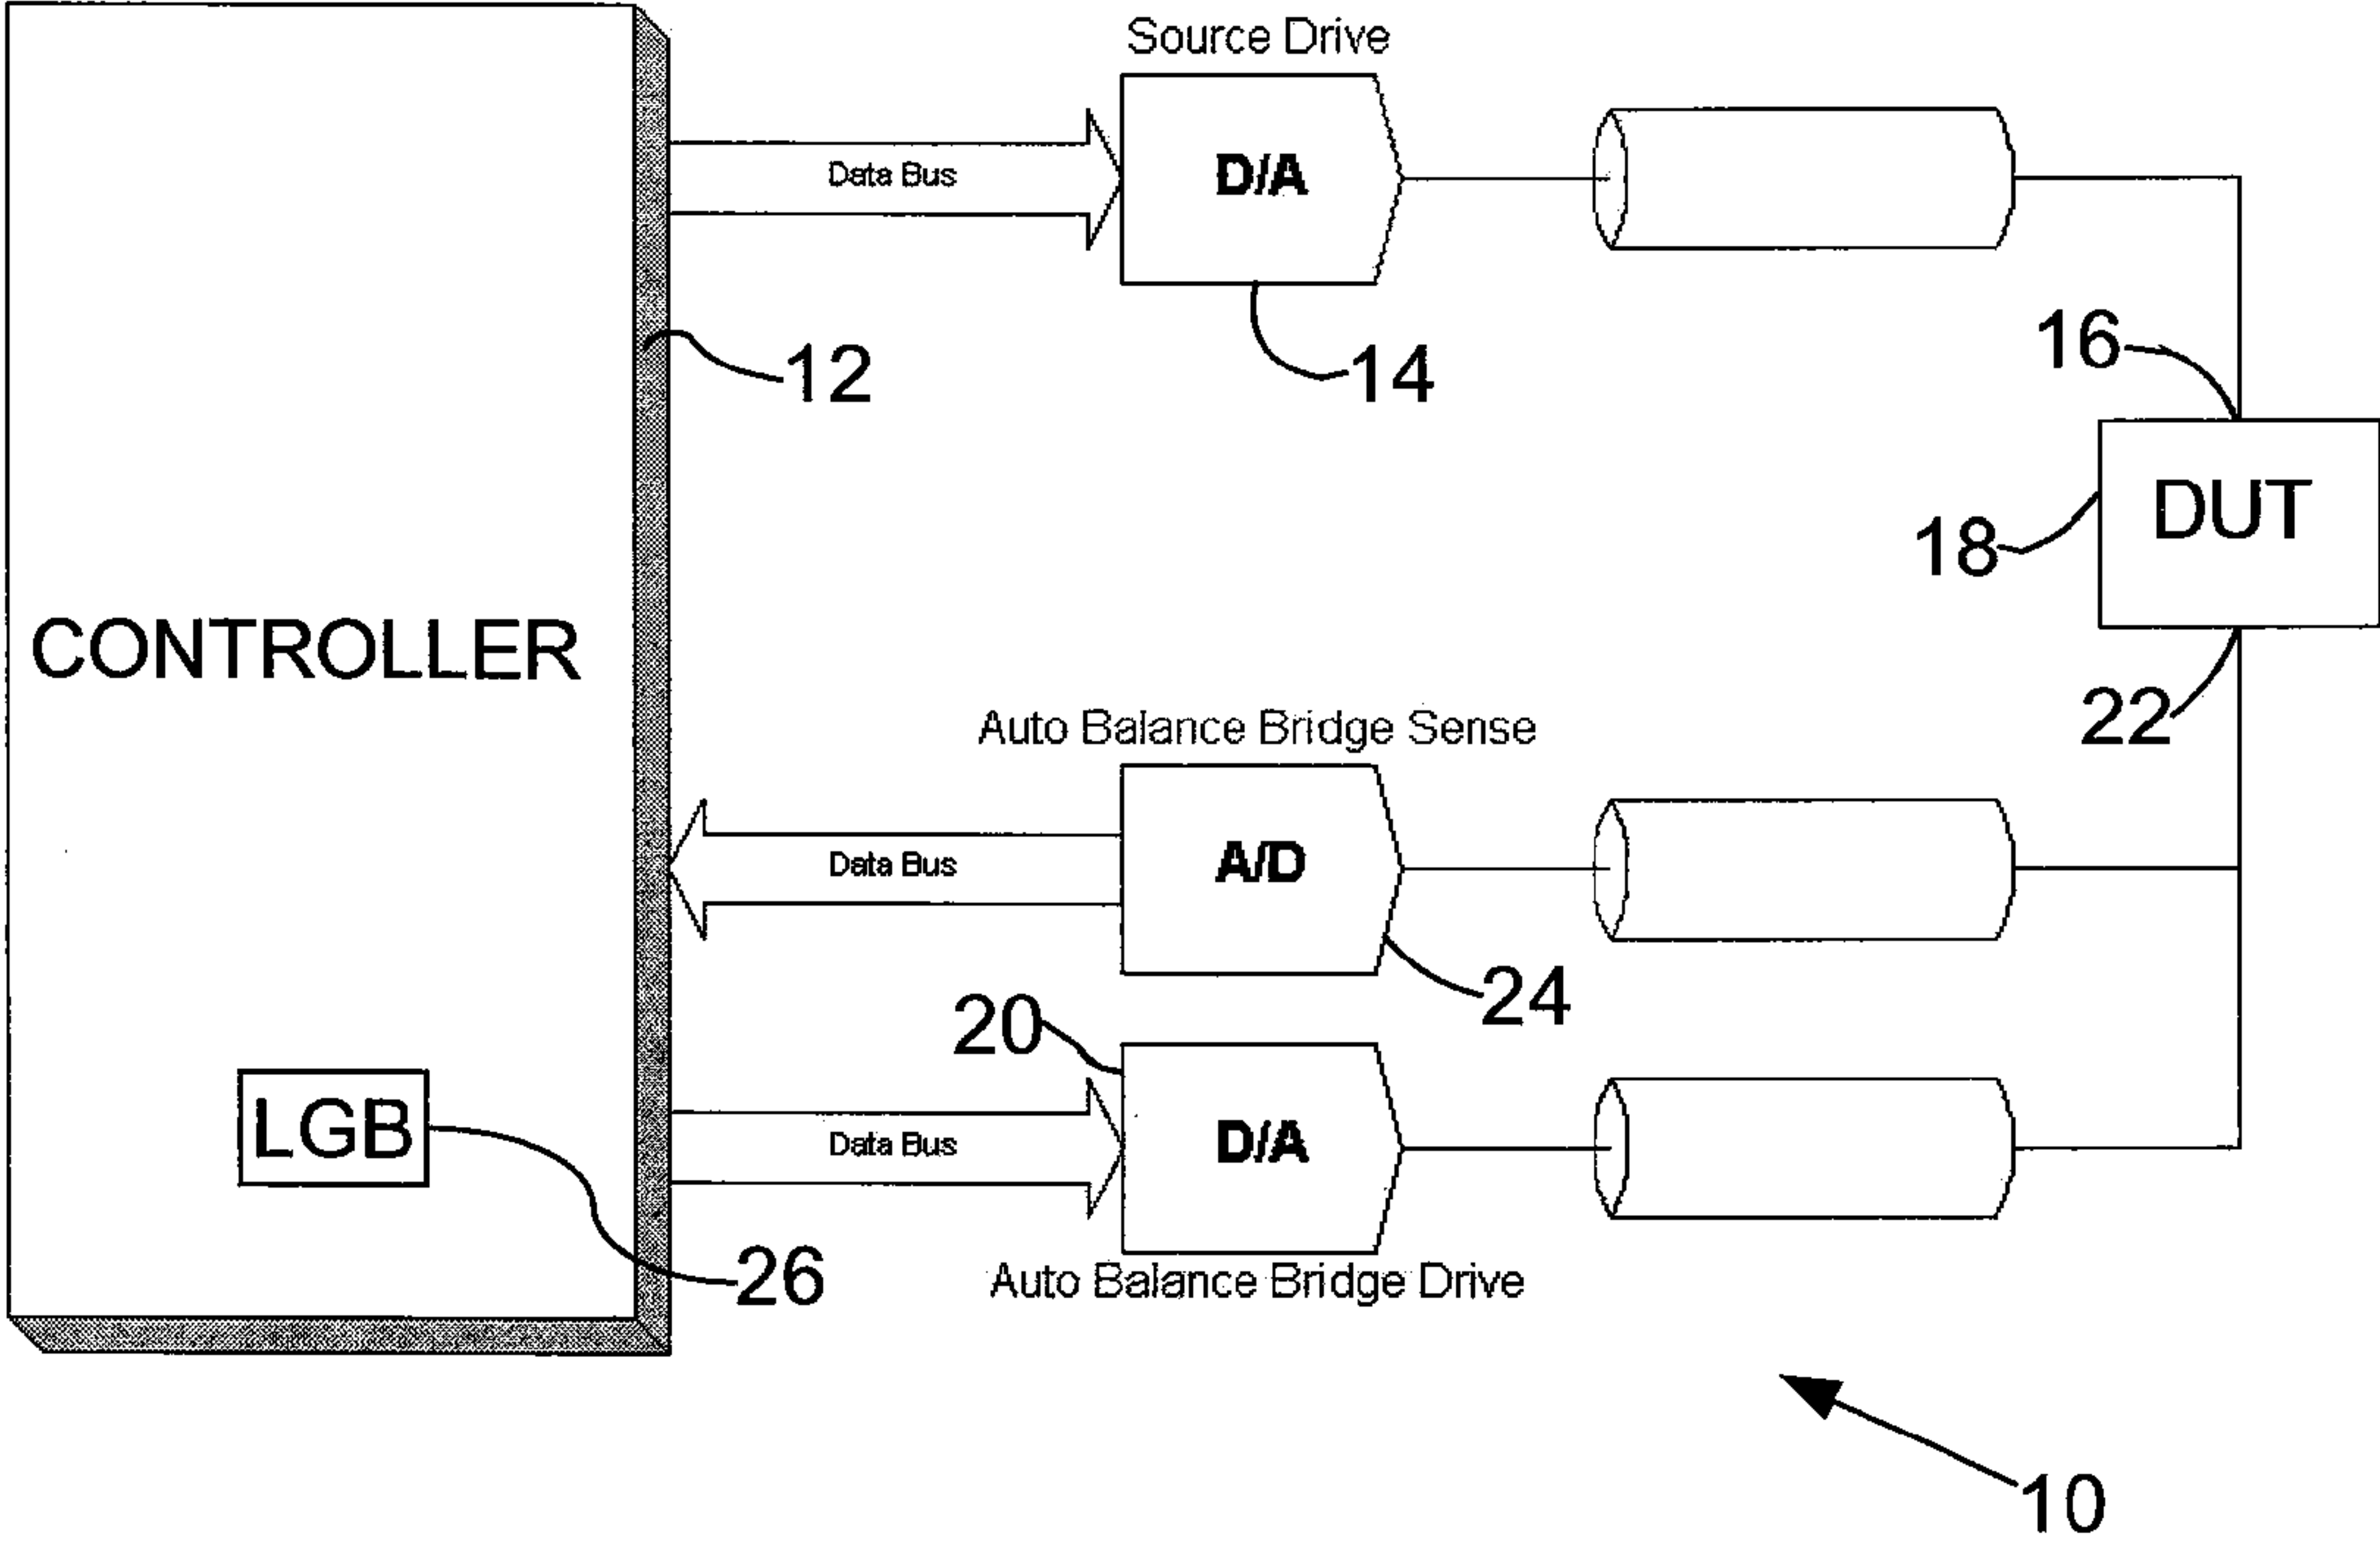 Source Drive
Data Bus
D/A
12
14
16
DUT
18
CONTROLLER
22
Auto Balance Bridge Sense
Data Bus
A/D
24
20
LGB
Data Bus
D/A
26
Auto Balance Bridge Drive
10